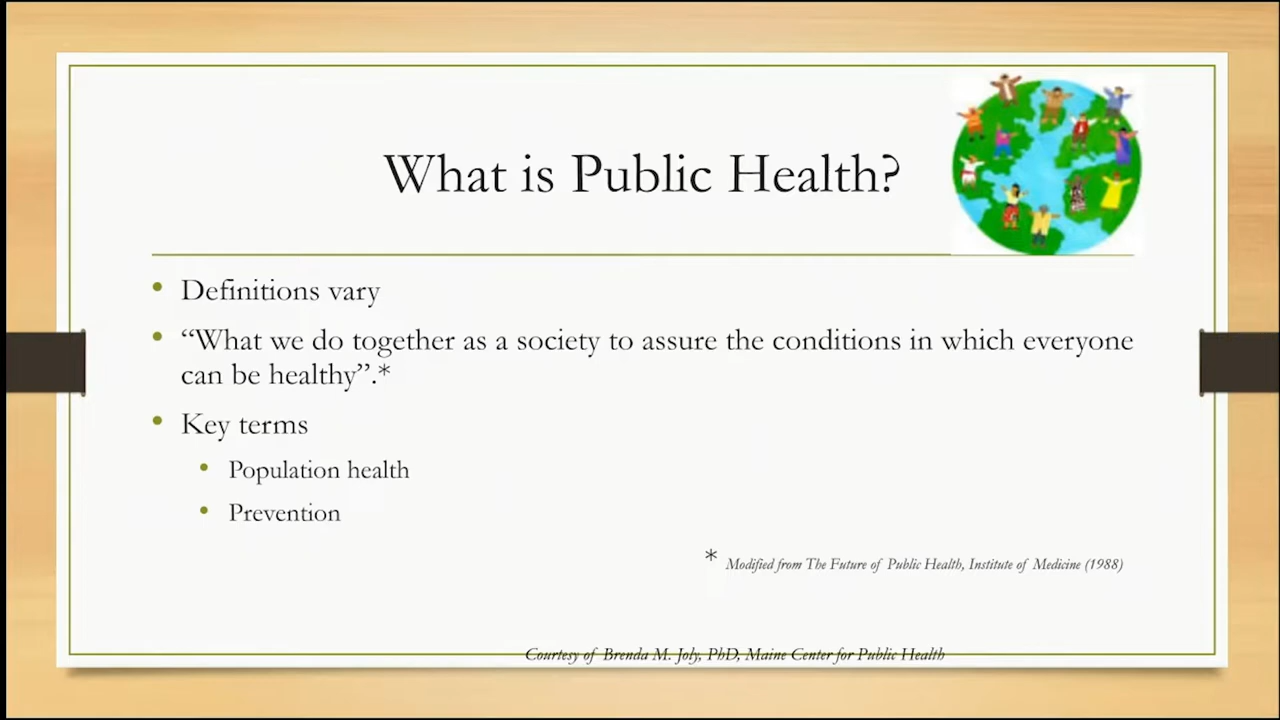 What is Public Health?
• Definitions vary
• “What we do together as a society to assure the conditions in which everyone
can be healthy”.*
• Key terms
• Population health
• Prevention
* Modified from The Future of Public Health, Institute of Medicine (1988)
Courtesy of Brenda M. Joly, PhD, Maine Center for Public Health